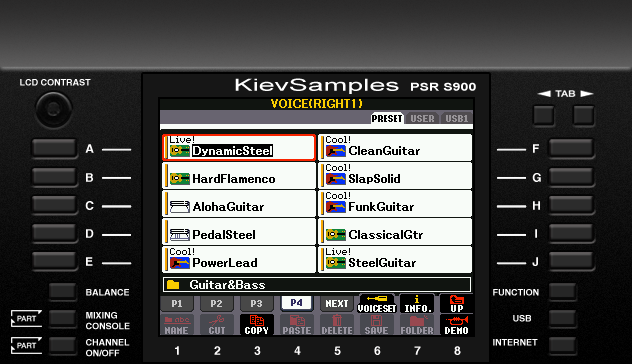 LCD CONTRAST
KievSamples PSR S900
TAB
VOICE(RIGHT1)
PRESET USER USB1
Live! Cool!
A DynamicSteel CleanGuitar F
Cool!
B HardFlamenco SlapSolid G
Cool!
C AlohaGuitar FunkGuitar H
D PedalSteel ClassicalGtr I
Cool! Live!
E PowerLead SteelGuitar J
Guitar&Bass
BALANCE FUNCTION
P1 P2 P3 P4 NEXT VOICESET i INFO. UP
PART MIXING CONSOLE USB
NAME CUT COPY PASTE DELETE SAVE FOLDER DEMO
PART CHANNEL ON/OFF INTERNET
1 2 3 4 5 6 7 8